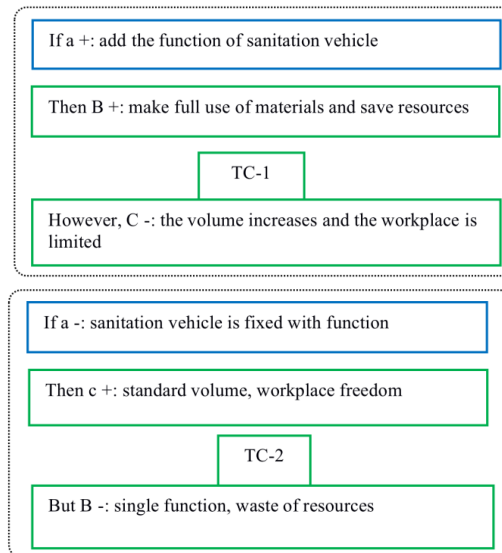 If a +: add the function of sanitation vehicle
Then B +: make full use of materials and save resources
TC-1
However, C -: the volume increases and the workplace is
limited
If a -: sanitation vehicle is fixed with function
Then c +: standard volume, workplace freedom
TC-2
But B -: single function, waste of resources